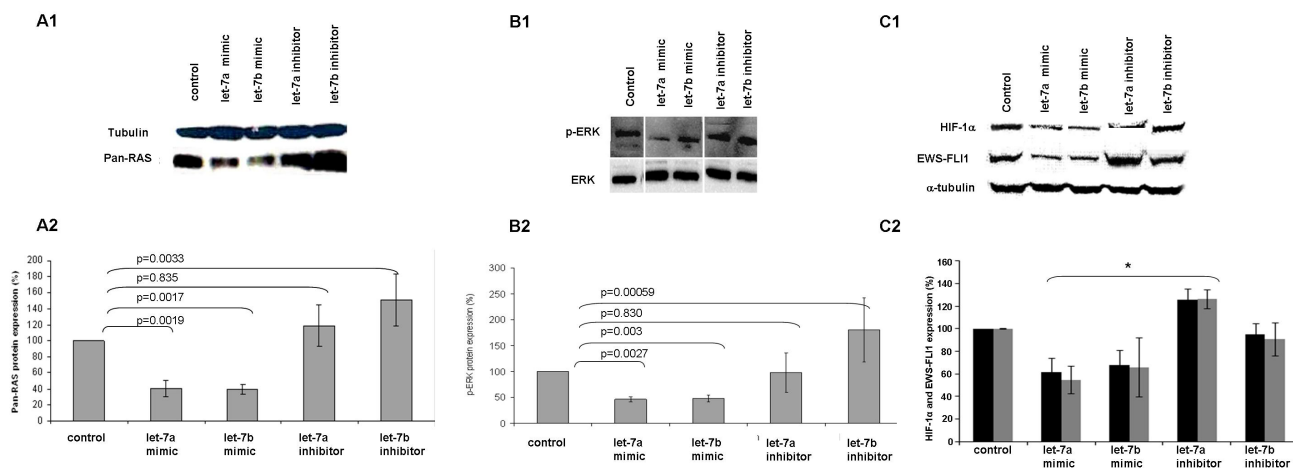 A1
control
let-7a mimic
let-7b mimic
let-7a inhibitor
let-7b inhibitor
Tubulin
Pan-RAS
B1
Control
let-7a mimic
let-7b mimic
let-7a inhibitor
let-7b inhibitor
p-ERK
ERK
C1
Control
let-7a mimic
let-7b mimic
let-7a inhibitor
let-7b inhibitor
HIF-1α
EWS-FLI1
α-tubulin
A2
Pan-RAS protein expression (%)
200
180
160
140
120
100
80
60
40
20
0
p=0.0033
p=0.835
p=0.0017
p=0.0019
control
let-7a
mimic
let-7b
mimic
let-7a
inhibitor
let-7b
inhibitor
B2
p-ERK protein expression (%)
300
250
200
150
100
50
0
p=0.00059
p=0.830
p=0.003
p=0.0027
control
let-7a
mimic
let-7b
mimic
let-7a
inhibitor
let-7b
inhibitor
C2
HIF-1α and EWS-FLI1 expression (%)
160
140
120
100
80
60
40
20
0
*
control
let-7a
mimic
let-7b
mimic
let-7a
inhibitor
let-7b inhibitor